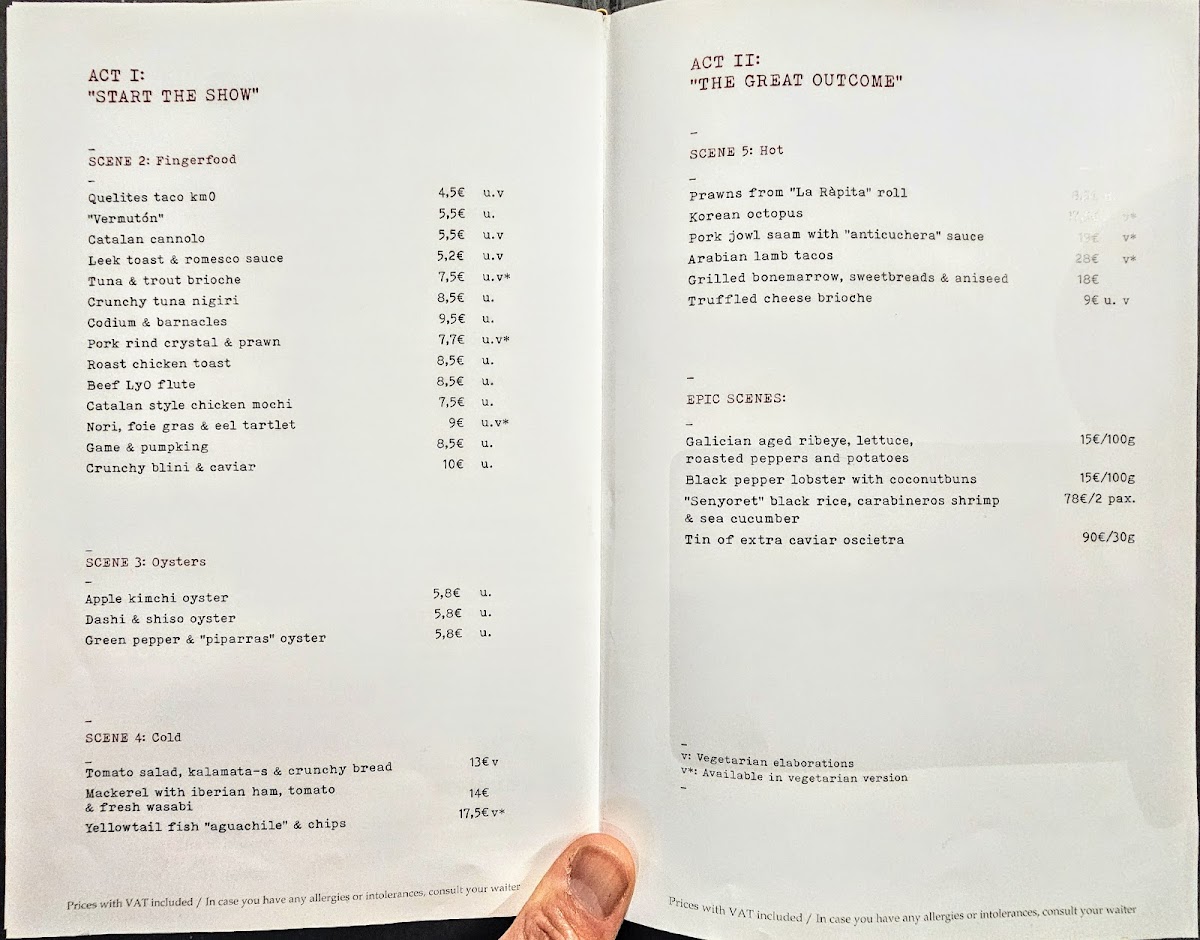 ACT I:
"START THE SHOW"
–
SCENE 2: Fingerfood
–
Quelites taco km0 4,5€ u.v
"Vermutón" 5,5€ u.
Catalan cannolo 5,5€ u.v
Leek toast & romesco sauce 5,2€ u.v
Tuna & trout brioche 7,5€ u.v*
Crunchy tuna nigiri 8,5€ u.
Codium & barnacles 9,5€ u.
Pork rind crystal & prawn 7,7€ u.v*
Roast chicken toast 8,5€ u.
Beef LyO flute 8,5€ u.
Catalan style chicken mochi 7,5€ u.
Nori, foie gras & eel tartlet 9€ u.v*
Game & pumpking 8,5€ u.
Crunchy blini & caviar 10€ u.
–
SCENE 3: Oysters
–
Apple kimchi oyster 5,8€ u.
Dashi & shiso oyster 5,8€ u.
Green pepper & "piparras" oyster 5,8€ u.
–
SCENE 4: Cold
–
Tomato salad, kalamata-s & crunchy bread 13€ v
Mackerel with iberian ham, tomato 14€
& fresh wasabi
Yellowtail fish "aguachile" & chips 17,5€ v*
Prices with VAT included / In case you have any allergies or intolerances, consult your waiter
ACT II:
"THE GREAT OUTCOME"
–
SCENE 5: Hot
–
Prawns from "La Ràpita" roll
Korean octopus v*
Pork jowl saam with "anticuchera" sauce 19€ v*
Arabian lamb tacos 28€ v*
Grilled bonemarrow, sweetbreads & aniseed 18€
Truffled cheese brioche 9€ u. v
–
EPIC SCENES:
–
Galician aged ribeye, lettuce, 15€/100g
roasted peppers and potatoes
Black pepper lobster with coconutbuns 15€/100g
"Senyoret" black rice, carabineros shrimp 78€/2 pax.
& sea cucumber
Tin of extra caviar oscietra 90€/30g
–
v: Vegetarian elaborations
v*: Available in vegetarian version
–
Prices with VAT included / In case you have any allergies or intolerances, consult your waiter